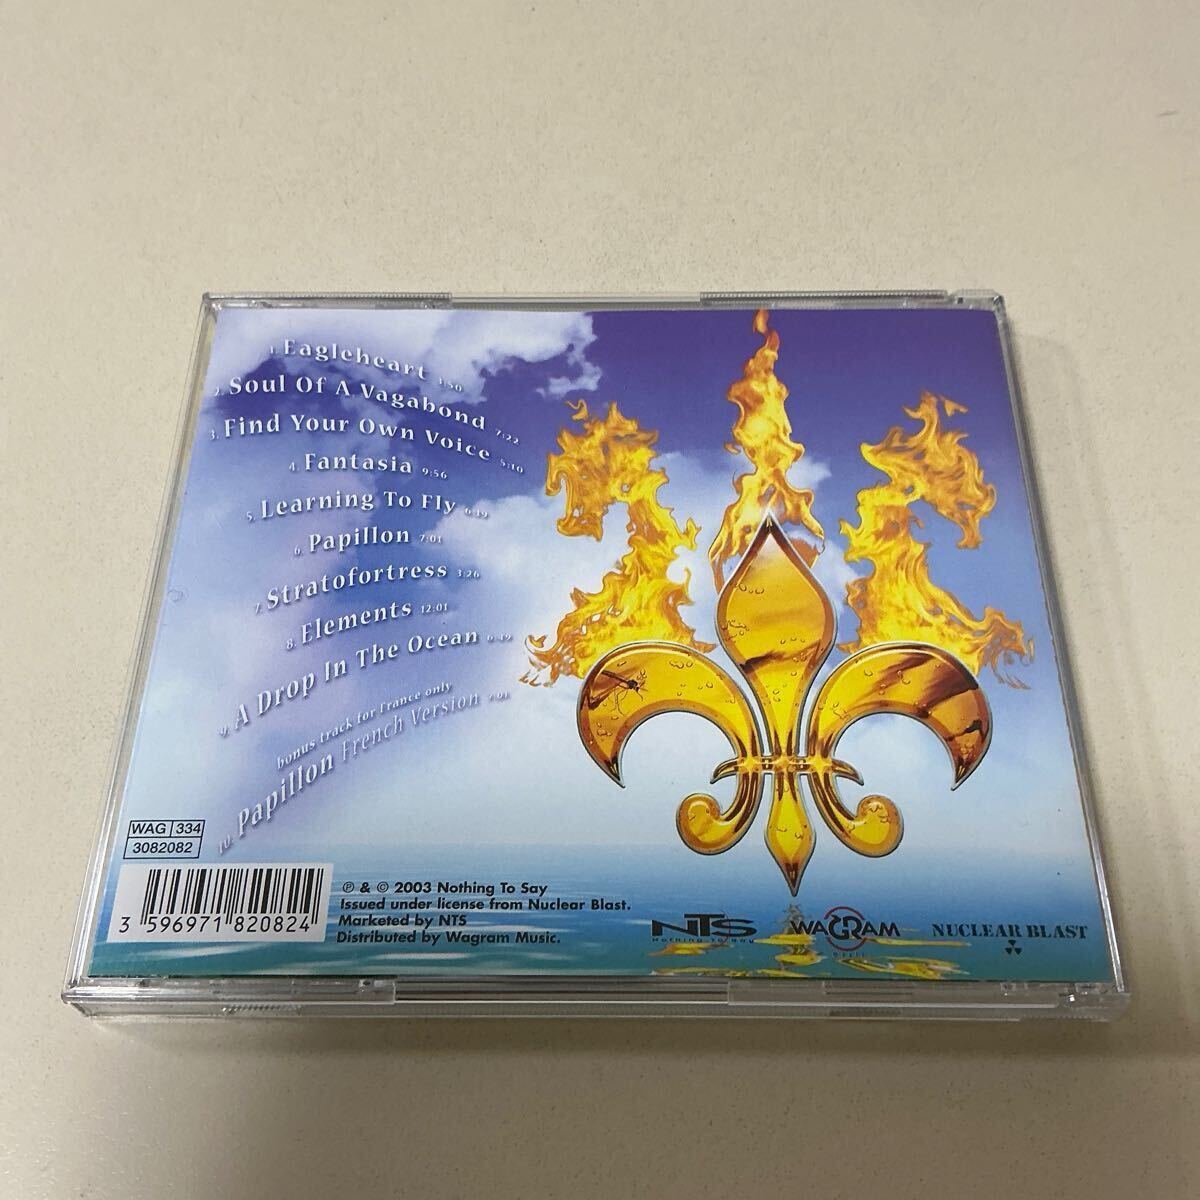 1. Eagleheart 3:50
2. Soul Of A Vagabond 7:22
3. Find Your Own Voice 5:10
4. Fantasia 9:56
5. Learning To Fly 6:19
6. Papillon 7:01
7. Stratofortress 3:26
8. Elements 12:01
9. A Drop In The Ocean 6:49
bonus track for France only
10. Papillon French Version 7:01
WAG 334
3082082
3 596971 820824
℗ & © 2003 Nothing To Say
Issued under license from Nuclear Blast.
Marketed by NTS
Distributed by Wagram Music.
NTS
Nothing To Say
WAGRAM
NUCLEAR BLAST